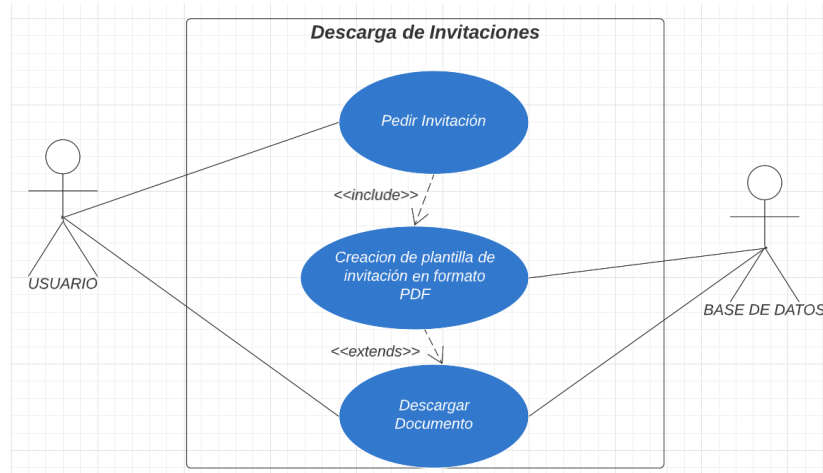 Descarga de Invitaciones
Pedir Invitación
<<include>>
Creacion de plantilla de
invitación en formato
PDF
USUARIO
BASE DE DATOS
<<extends>>
Descargar
Documento